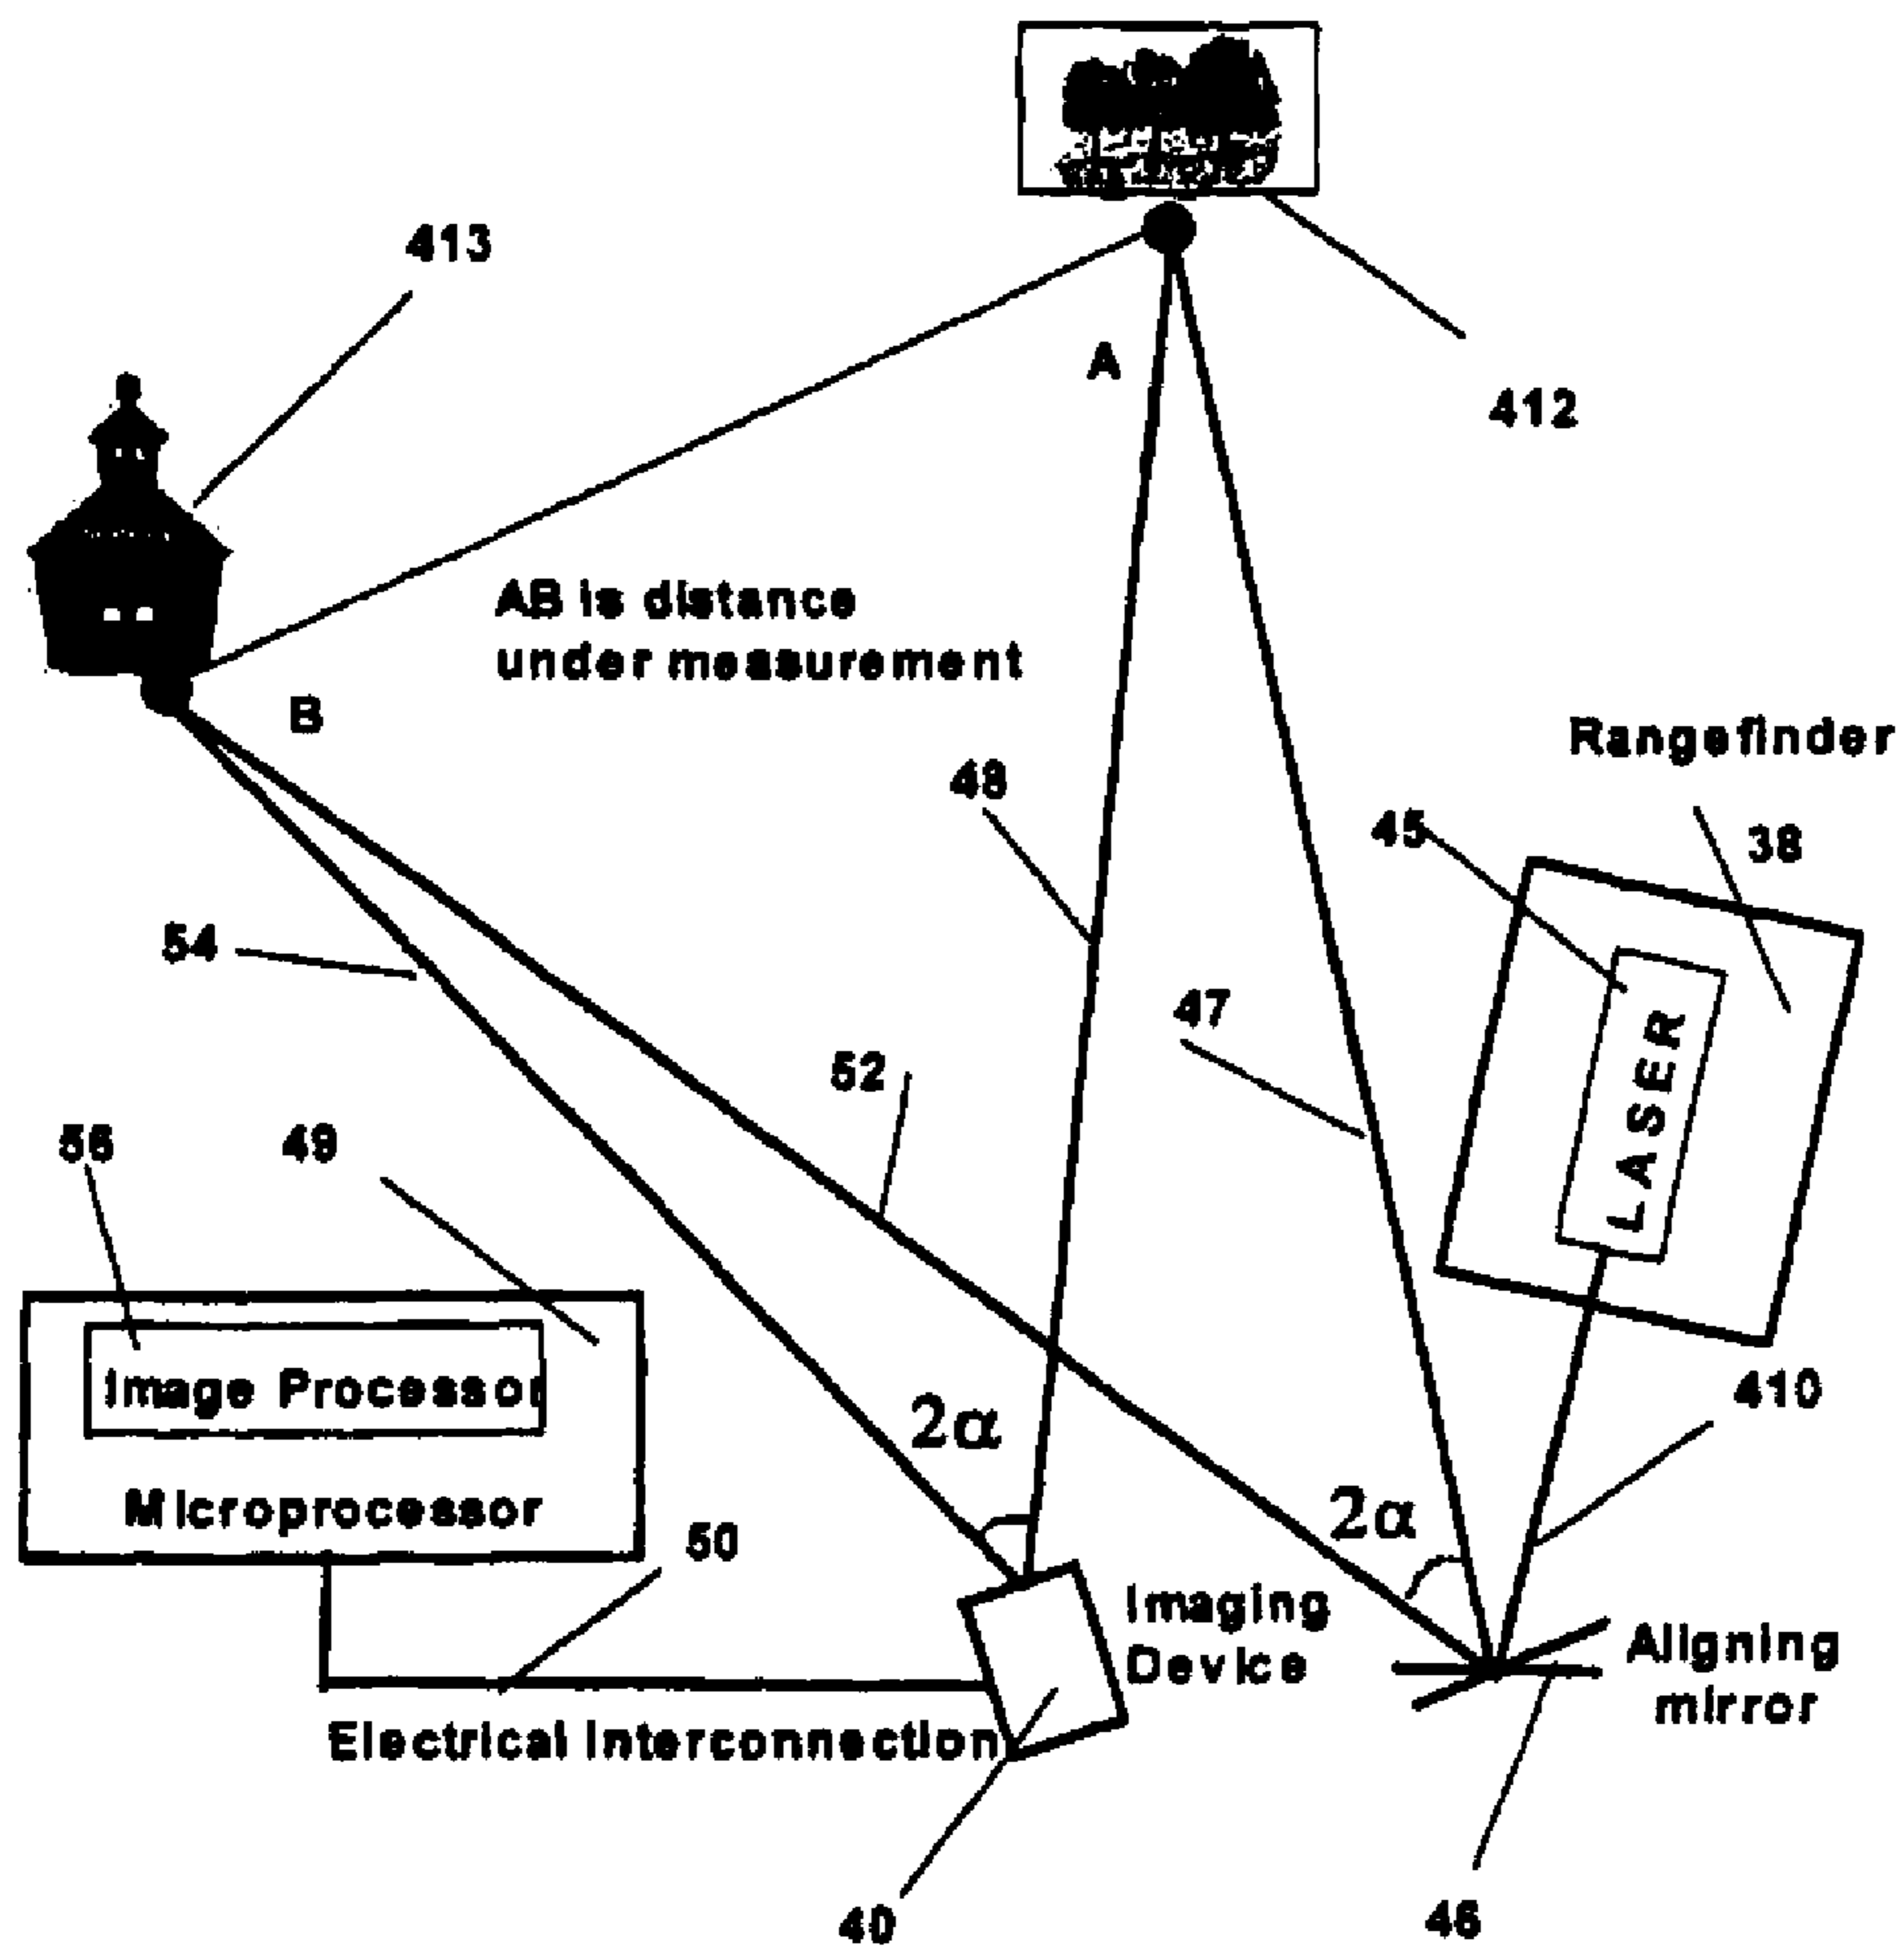 413
A
412
AB is distance
under measurement
B
Rangefinder
48
45
38
54
47
52
LASER
56
49
410
Image Processor
2α
Microprocessor
2α
50
Imaging
Device
Aligning
mirror
Electrical Interconnection
40
46